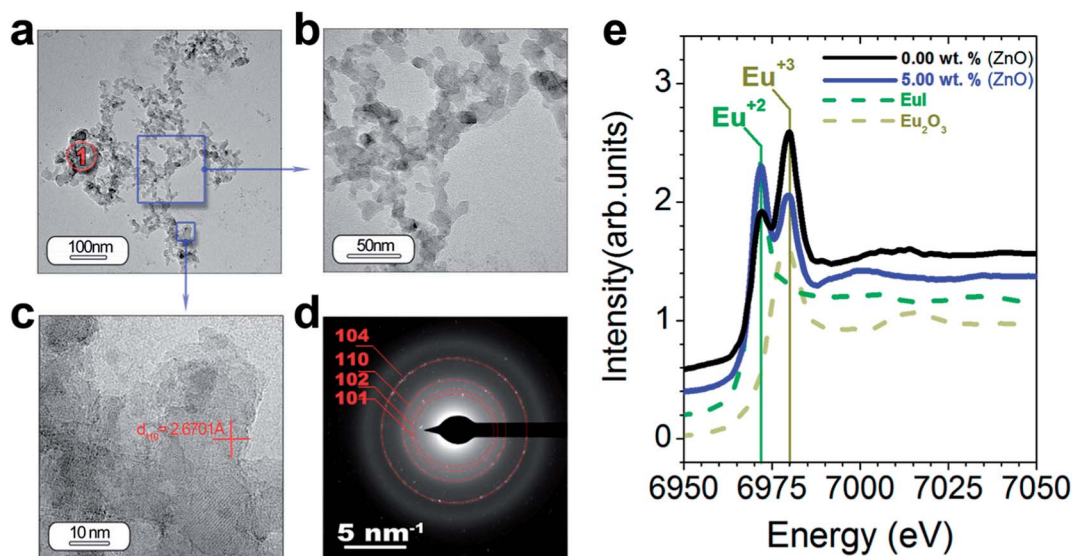 a
1
100nm
b
50nm
c
d₁₁₀ = 2.6701Å
10 nm
d
104
110
102
101
5 nm⁻¹
e
Eu⁺³
Eu⁺²
0.00 wt. % (ZnO)
5.00 wt. % (ZnO)
EuI
Eu₂O₃
Intensity(arb.units)
3
2
1
0
6950 6975 7000 7025 7050
Energy (eV)